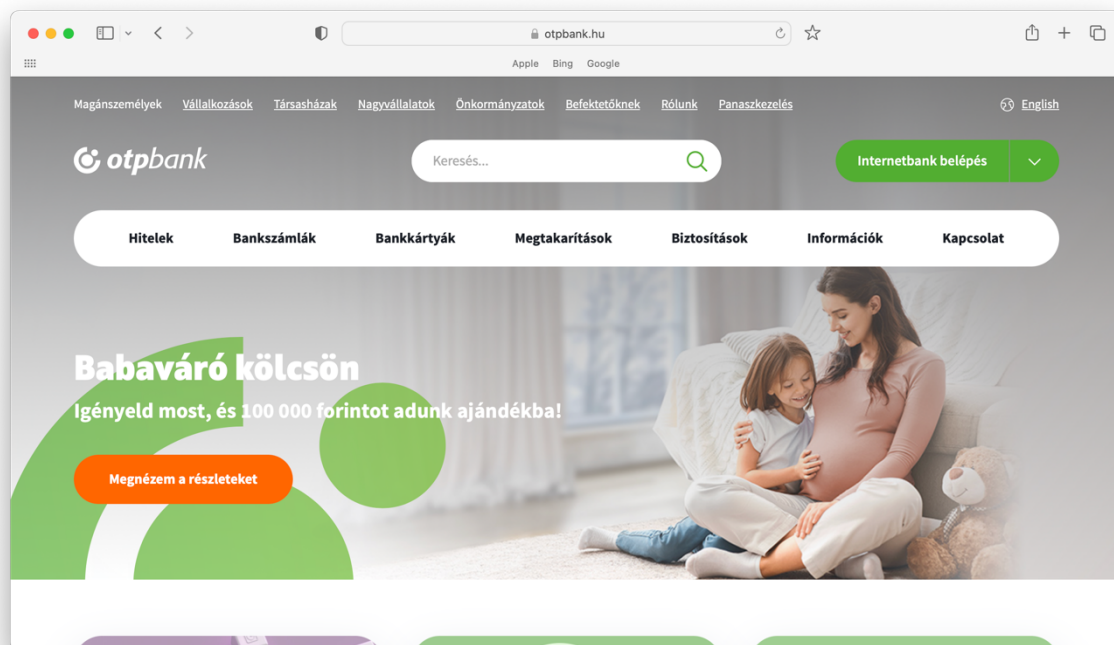 otpbank.hu
Apple Bing Google
Magánszemélyek Vállalkozások Társasházak Nagyvállalatok Önkormányzatok Befektetőknek Rólunk Panaszkezelés English
otpbank Keresés... Internetbank belépés
Hitelek Bankszámlák Bankkártyák Megtakarítások Biztosítások Információk Kapcsolat
Babaváró kölcsön
Igényeld most, és 100 000 forintot adunk ajándékba!
Megnézem a részleteket